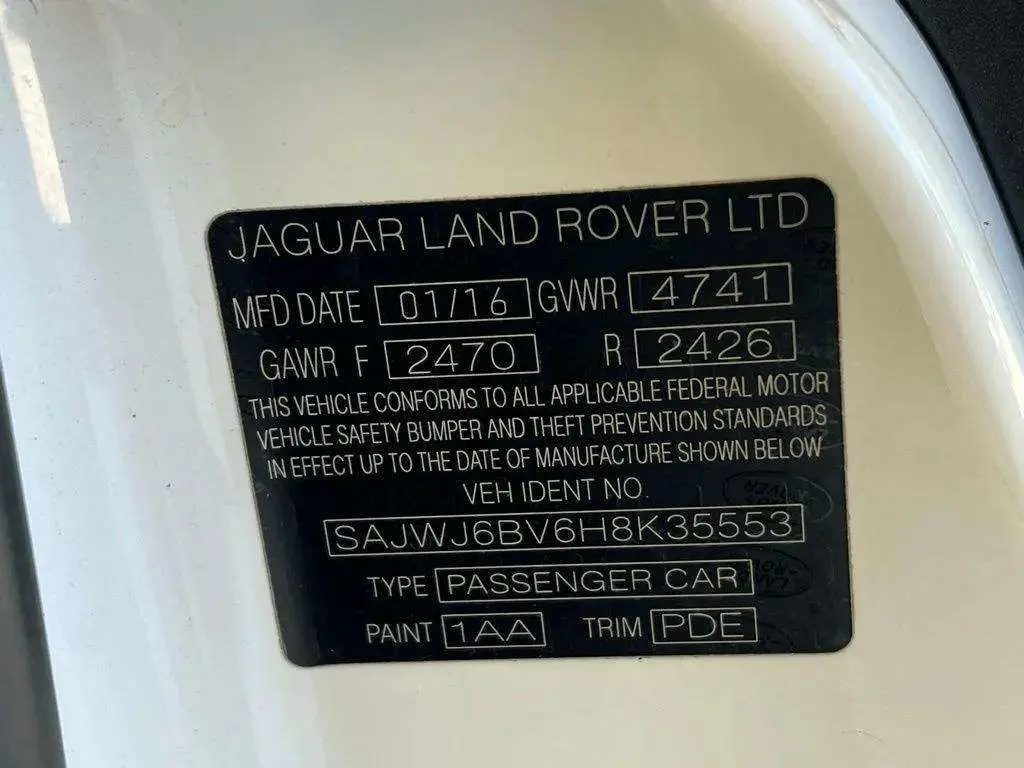 JAGUAR LAND ROVER LTD
MFD DATE 01/16 GVWR 4741
GAWR F 2470 R 2426
THIS VEHICLE CONFORMS TO ALL APPLICABLE FEDERAL MOTOR
VEHICLE SAFETY BUMPER AND THEFT PREVENTION STANDARDS
IN EFFECT UP TO THE DATE OF MANUFACTURE SHOWN BELOW
VEH IDENT NO.
SAJWJ6BV6H8K35553
TYPE PASSENGER CAR
PAINT 1AA TRIM PDE